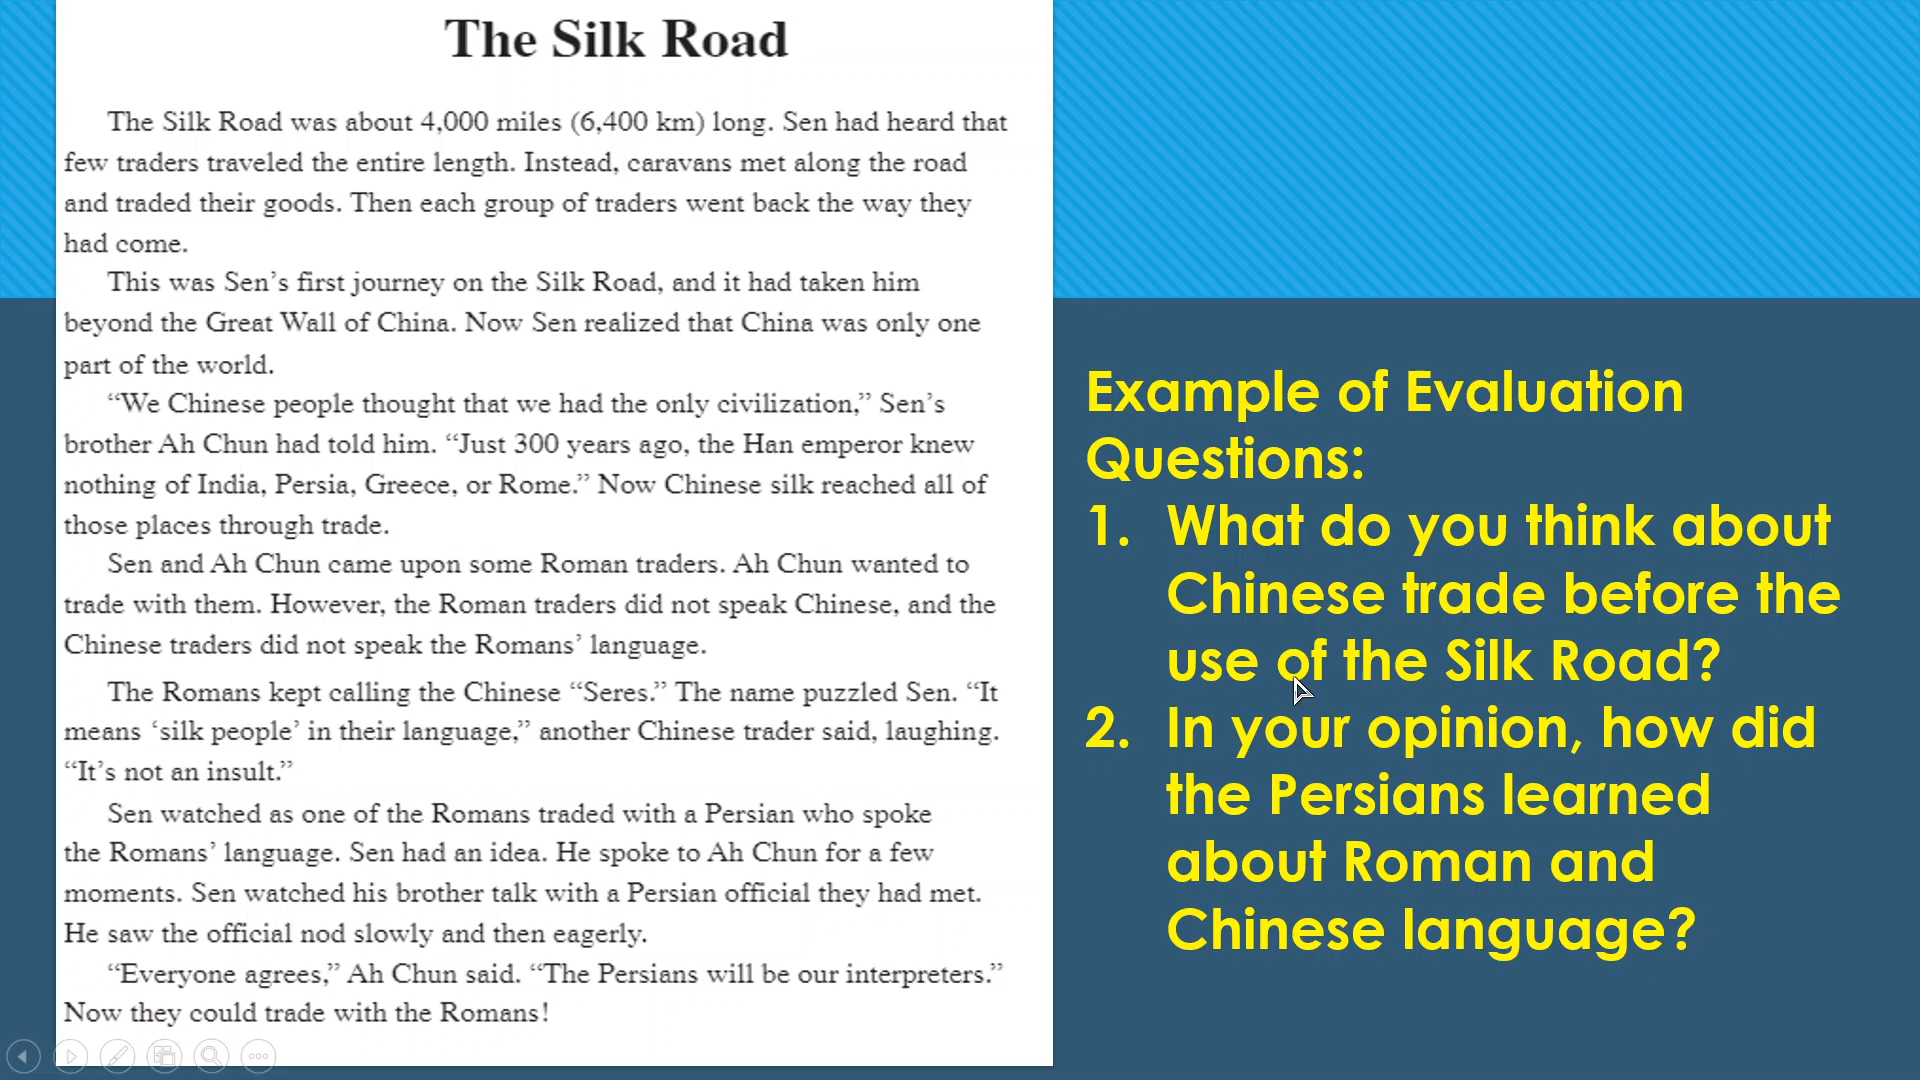 The Silk Road
The Silk Road was about 4,000 miles (6,400 km) long. Sen had heard that
few traders traveled the entire length. Instead, caravans met along the road
and traded their goods. Then each group of traders went back the way they
had come.
This was Sen’s first journey on the Silk Road, and it had taken him
beyond the Great Wall of China. Now Sen realized that China was only one
part of the world.
“We Chinese people thought that we had the only civilization,” Sen’s
brother Ah Chun had told him. “Just 300 years ago, the Han emperor knew
nothing of India, Persia, Greece, or Rome.” Now Chinese silk reached all of
those places through trade.
Sen and Ah Chun came upon some Roman traders. Ah Chun wanted to
trade with them. However, the Roman traders did not speak Chinese, and the
Chinese traders did not speak the Romans’ language.
The Romans kept calling the Chinese “Seres.” The name puzzled Sen. “It
means ‘silk people’ in their language,” another Chinese trader said, laughing.
“It’s not an insult.”
Sen watched as one of the Romans traded with a Persian who spoke
the Romans’ language. Sen had an idea. He spoke to Ah Chun for a few
moments. Sen watched his brother talk with a Persian official they had met.
He saw the official nod slowly and then eagerly.
“Everyone agrees,” Ah Chun said. “The Persians will be our interpreters.”
Now they could trade with the Romans!
Example of Evaluation
Questions:
1. What do you think about
Chinese trade before the
use of the Silk Road?
2. In your opinion, how did
the Persians learned
about Roman and
Chinese language?